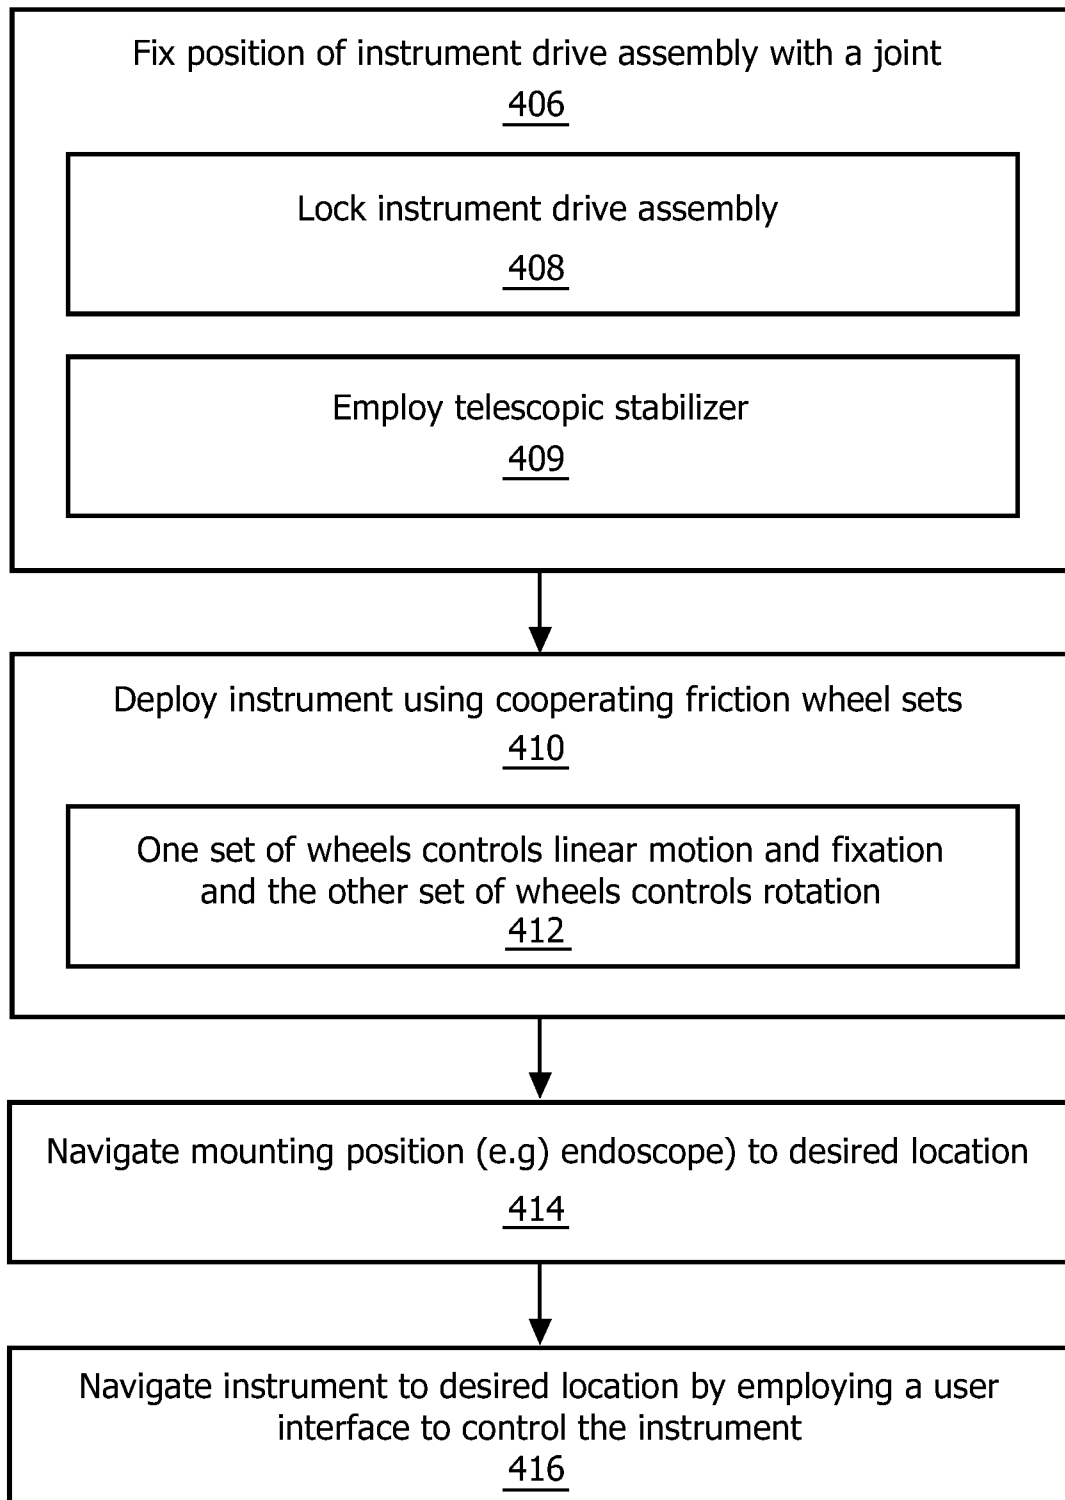 Fix position of instrument drive assembly with a joint
406
Lock instrument drive assembly
408
Employ telescopic stabilizer
409
Deploy instrument using cooperating friction wheel sets
410
One set of wheels controls linear motion and fixation
and the other set of wheels controls rotation
412
Navigate mounting position (e.g) endoscope) to desired location
414
Navigate instrument to desired location by employing a user
interface to control the instrument
416